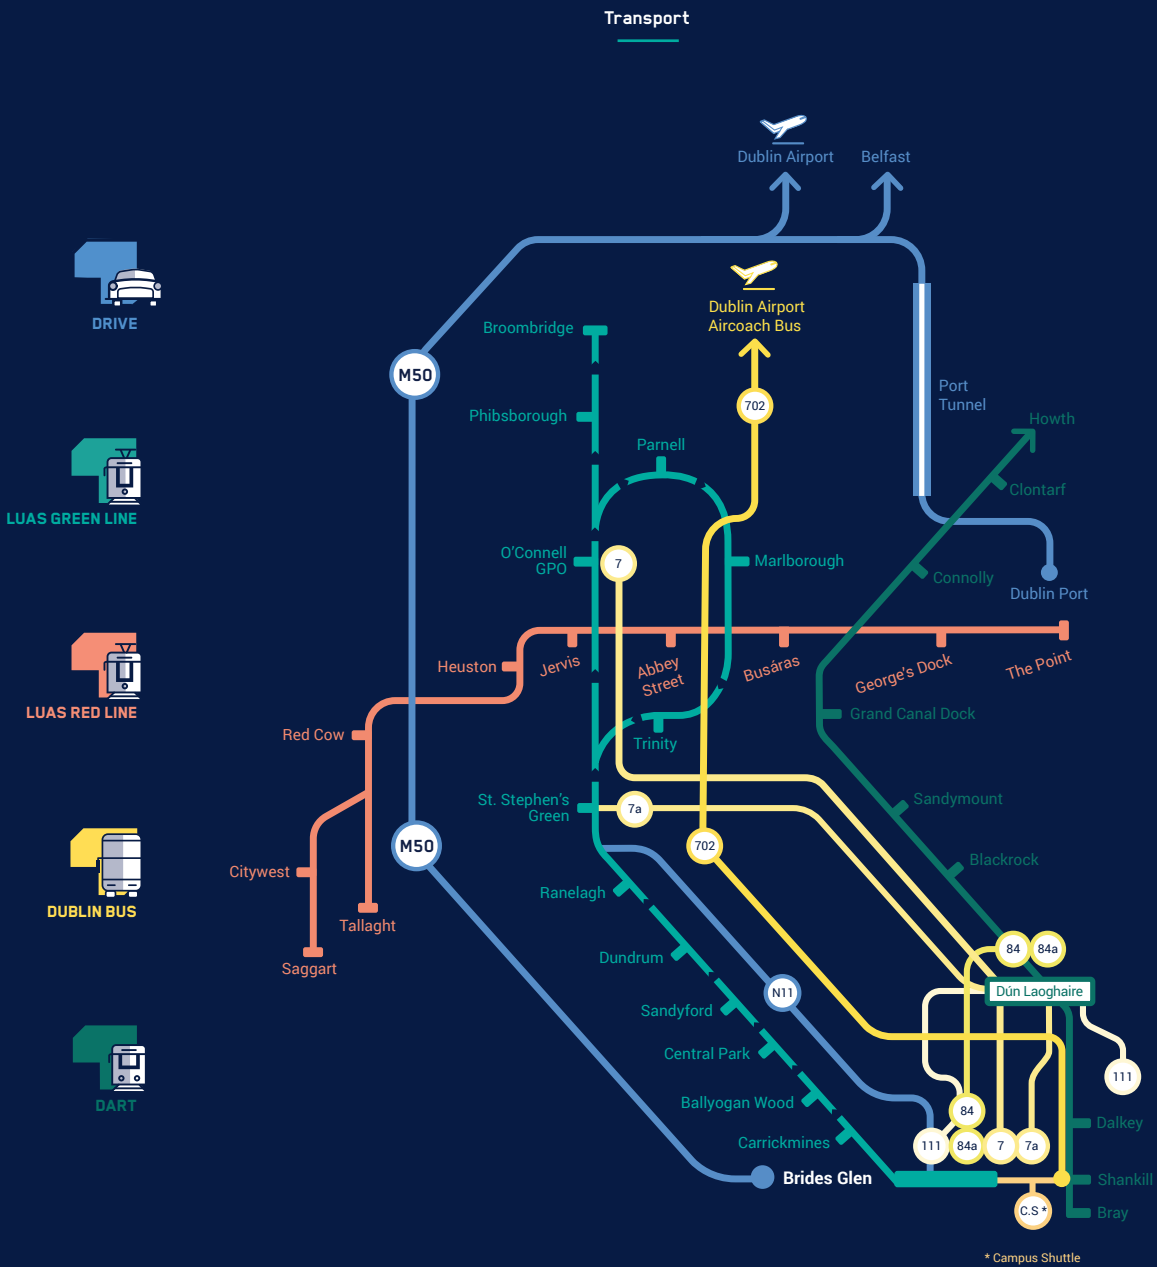 Transport
Dublin Airport
Belfast
DRIVE
Dublin Airport
Aircoach Bus
Broombridge
M50
Port
Tunnel
702
Phibsborough
Howth
Parnell
Clontarf
LUAS GREEN LINE
O'Connell
GPO
7
Marlborough
Connolly
Dublin Port
Heuston
Jervis
Abbey
Street
Busáras
George's Dock
The Point
LUAS RED LINE
Red Cow
Trinity
Grand Canal Dock
St. Stephen's
Green
7a
Sandymount
M50
702
Blackrock
Citywest
Ranelagh
DUBLIN BUS
Tallaght
Saggart
Dundrum
84
84a
N11
Dún Laoghaire
Sandyford
Central Park
111
DART
Ballyogan Wood
84
Dalkey
Carrickmines
111
84a
7
7a
Brides Glen
Shankill
C.S *
Bray
* Campus Shuttle